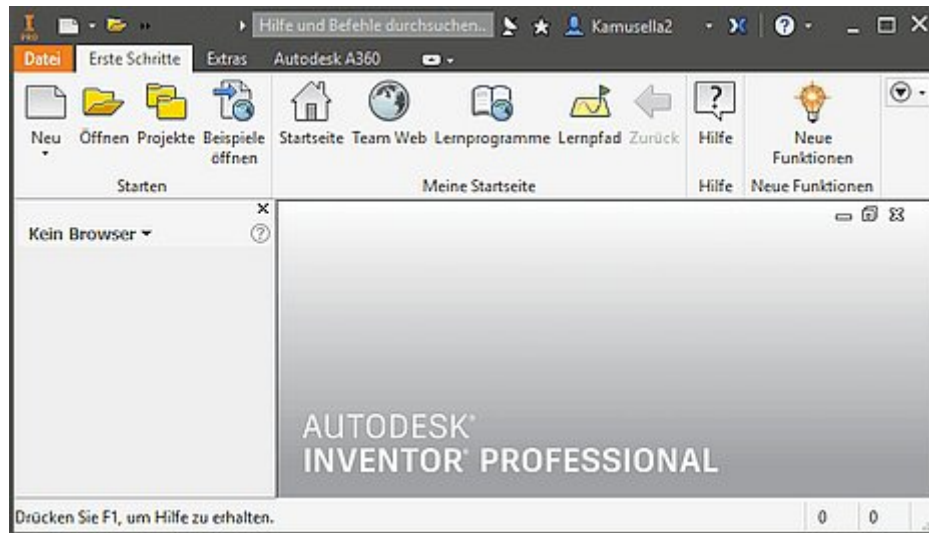 PRO Hilfe und Befehle durchsuchen.. Kamusella2
Datei Erste Schritte Extras Autodesk A360
Neu Öffnen Projekte Beispiele öffnen Startseite Team Web Lernprogramme Lernpfad Zurück Hilfe Neue Funktionen
Starten Meine Startseite Hilfe Neue Funktionen
Kein Browser
AUTODESK®
INVENTOR® PROFESSIONAL
Drücken Sie F1, um Hilfe zu erhalten. 0 0